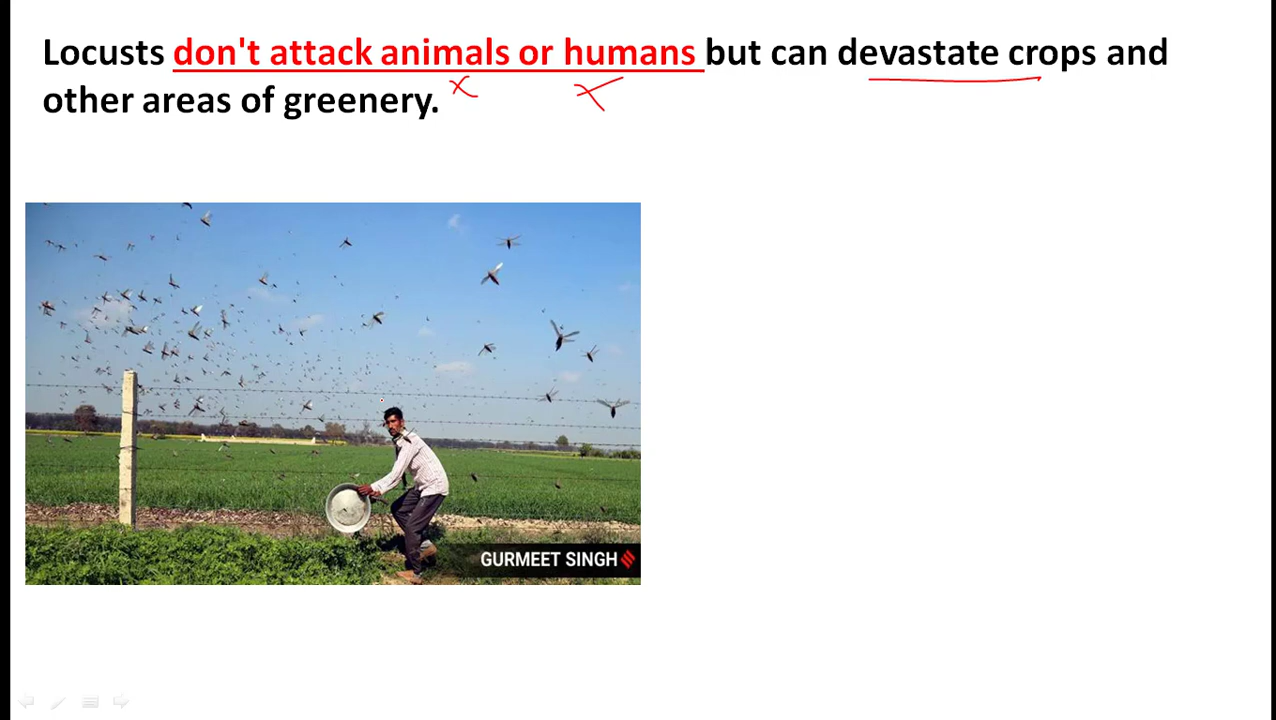 Locusts don't attack animals or humans but can devastate crops and
other areas of greenery.
GURMEET SINGH